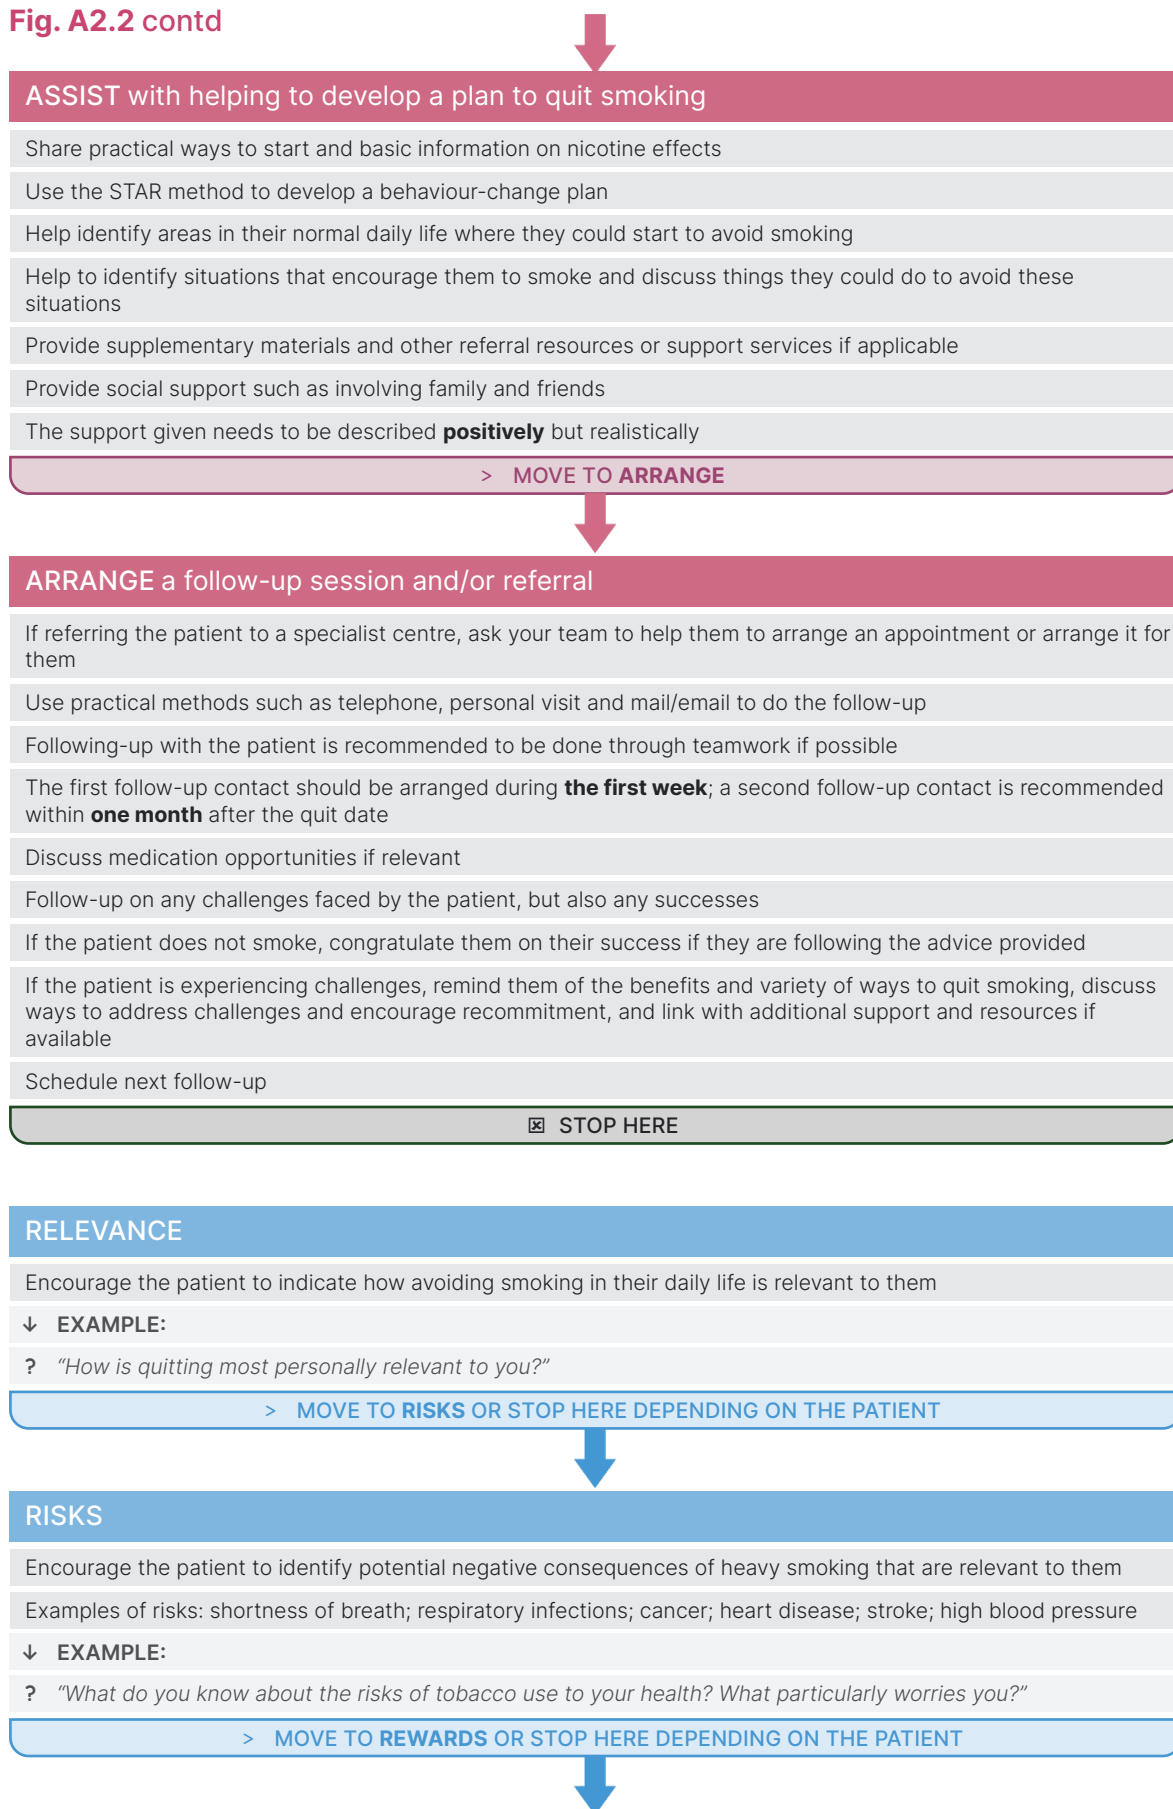 Fig. A2.2 contd
ASSIST with helping to develop a plan to quit smoking
Share practical ways to start and basic information on nicotine effects
Use the STAR method to develop a behaviour-change plan
Help identify areas in their normal daily life where they could start to avoid smoking
Help to identify situations that encourage them to smoke and discuss things they could do to avoid these
situations
Provide supplementary materials and other referral resources or support services if applicable
Provide social support such as involving family and friends
The support given needs to be described positively but realistically
> MOVE TO ARRANGE
ARRANGE a follow-up session and/or referral
If referring the patient to a specialist centre, ask your team to help them to arrange an appointment or arrange it for
them
Use practical methods such as telephone, personal visit and mail/email to do the follow-up
Following-up with the patient is recommended to be done through teamwork if possible
The first follow-up contact should be arranged during the first week; a second follow-up contact is recommended
within one month after the quit date
Discuss medication opportunities if relevant
Follow-up on any challenges faced by the patient, but also any successes
If the patient does not smoke, congratulate them on their success if they are following the advice provided
If the patient is experiencing challenges, remind them of the benefits and variety of ways to quit smoking, discuss
ways to address challenges and encourage recommitment, and link with additional support and resources if
available
Schedule next follow-up
☒ STOP HERE
RELEVANCE
Encourage the patient to indicate how avoiding smoking in their daily life is relevant to them
↓ EXAMPLE:
? “How is quitting most personally relevant to you?”
> MOVE TO RISKS OR STOP HERE DEPENDING ON THE PATIENT
RISKS
Encourage the patient to identify potential negative consequences of heavy smoking that are relevant to them
Examples of risks: shortness of breath; respiratory infections; cancer; heart disease; stroke; high blood pressure
↓ EXAMPLE:
? “What do you know about the risks of tobacco use to your health? What particularly worries you?”
> MOVE TO REWARDS OR STOP HERE DEPENDING ON THE PATIENT